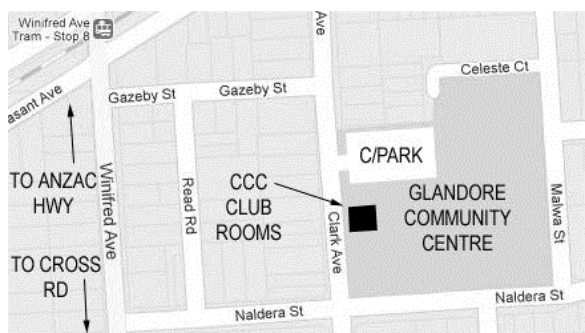 Winifred Ave
Tram - Stop 8
Ave
Celeste Ct
asant Ave
Gazeby St
Gazeby St
C/PARK
TO ANZAC
HWY
Winifred Ave
Read Rd
CCC
CLUB
ROOMS
Clark Ave
GLANDORE
COMMUNITY
CENTRE
Malwa St
TO CROSS
RD
Naldera St
Naldera St